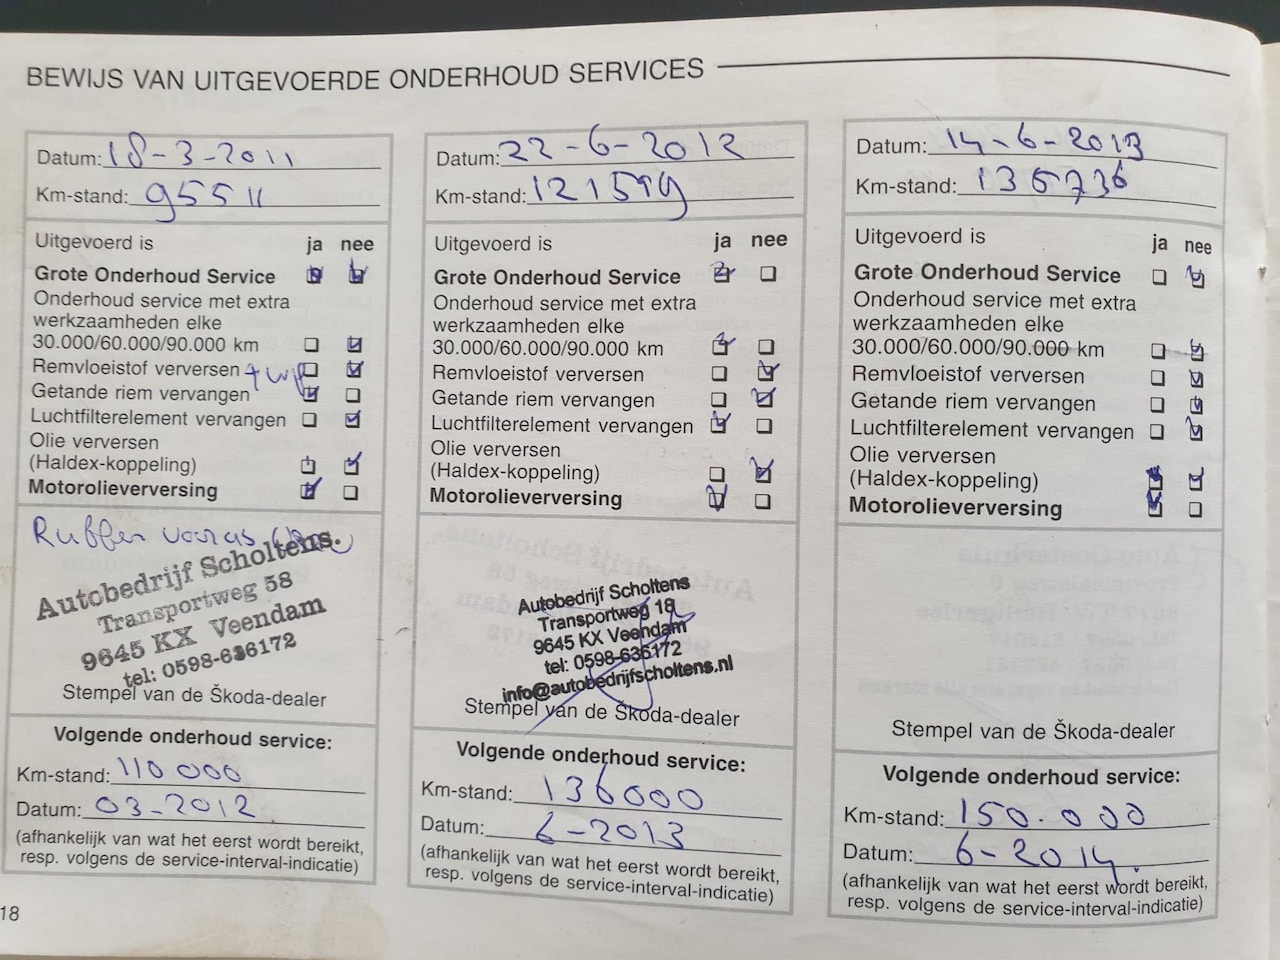 BEWIJS VAN UITGEVOERDE ONDERHOUD SERVICES
Datum: 18-3-2011
Km-stand: 95511
Uitgevoerd is ja nee
Grote Onderhoud Service
Onderhoud service met extra
werkzaamheden elke
30.000/60.000/90.000 km
Remvloeistof verversen
Getande riem vervangen
Luchtfilterelement vervangen
Olie verversen
(Haldex-koppeling)
Motorolieverversing
Autobedrijf Scholtens.
Transportweg 58
9645 KX Veendam
tel: 0598-636172
Stempel van de Škoda-dealer
Volgende onderhoud service:
Km-stand: 110 000
Datum: 03-2012
(afhankelijk van wat het eerst wordt bereikt,
resp. volgens de service-interval-indicatie)
18
Datum: 22-6-2012
Km-stand: 121519
Uitgevoerd is ja nee
Grote Onderhoud Service
Onderhoud service met extra
werkzaamheden elke
30.000/60.000/90.000 km
Remvloeistof verversen
Getande riem vervangen
Luchtfilterelement vervangen
Olie verversen
(Haldex-koppeling)
Motorolieverversing
Autobedrijf Scholtens
Transportweg 18
9645 KX Veendam
tel: 0598-636172
info@autobedrijfscholtens.nl
Stempel van de Škoda-dealer
Volgende onderhoud service:
Km-stand: 136000
Datum: 6-2013
(afhankelijk van wat het eerst wordt bereikt,
resp. volgens de service-interval-indicatie)
Datum: 14-6-2013
Km-stand: 136736
Uitgevoerd is ja nee
Grote Onderhoud Service
Onderhoud service met extra
werkzaamheden elke
30.000/60.000/90.000 km
Remvloeistof verversen
Getande riem vervangen
Luchtfilterelement vervangen
Olie verversen
(Haldex-koppeling)
Motorolieverversing
Stempel van de Škoda-dealer
Volgende onderhoud service:
Km-stand: 150.000
Datum: 6-2014.
(afhankelijk van wat het eerst wordt bereikt,
resp. volgens de service-interval-indicatie)